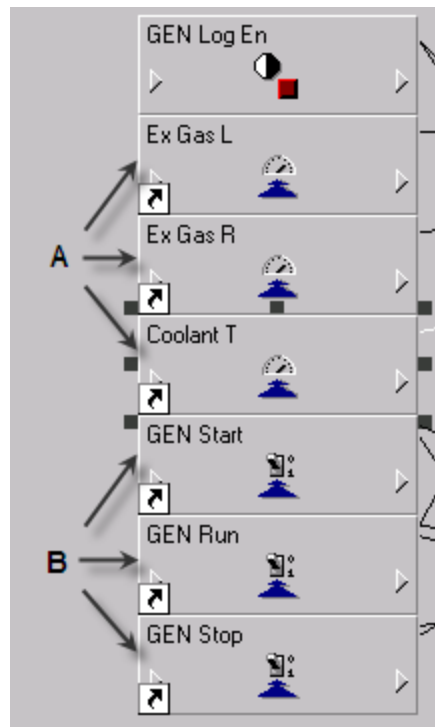 GEN Log En
Ex Gas L
Ex Gas R
A
Coolant T
GEN Start
GEN Run
B
GEN Stop